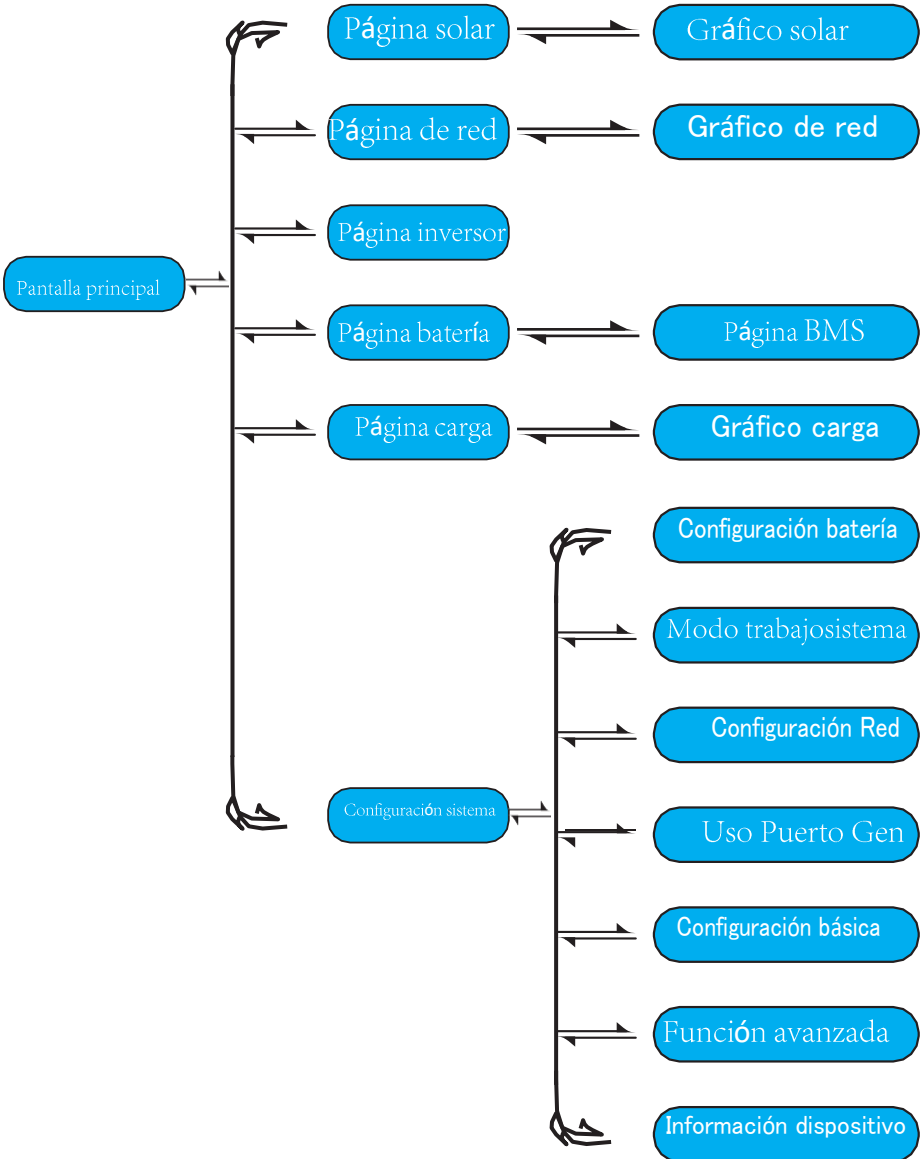 Página solar
Gráfico solar
Página de red
Gráfico de red
Página inversor
Pantalla principal
Página batería
Página BMS
Página carga
Gráfico carga
Configuración batería
Modo trabajosistema
Configuración Red
Configuración sistema
Uso Puerto Gen
Configuración básica
Función avanzada
Información dispositivo